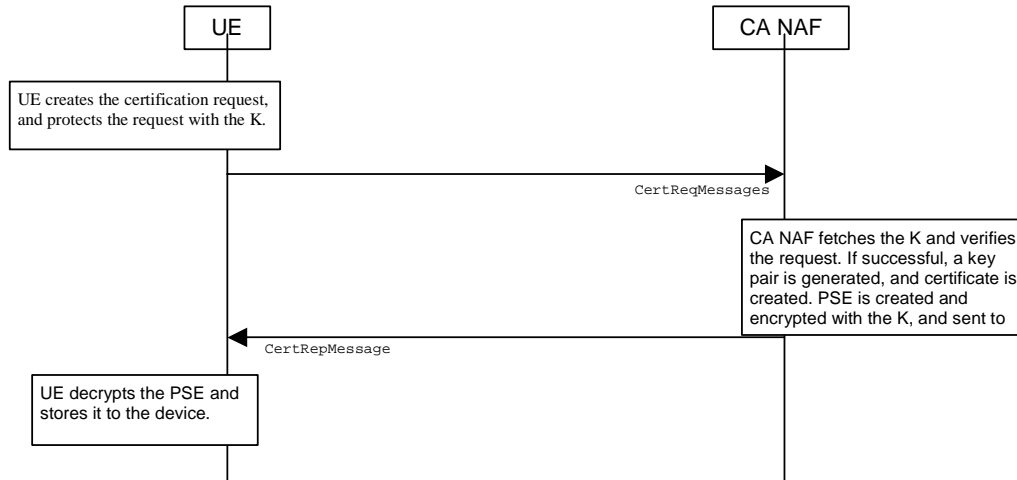 UE
CA NAF
UE creates the certification request,
and protects the request with the K.
CertReqMessages
CA NAF fetches the K and verifies
the request. If successful, a key
pair is generated, and certificate is
created. PSE is created and
encrypted with the K, and sent to
CertRepMessage
UE decrypts the PSE and
stores it to the device.